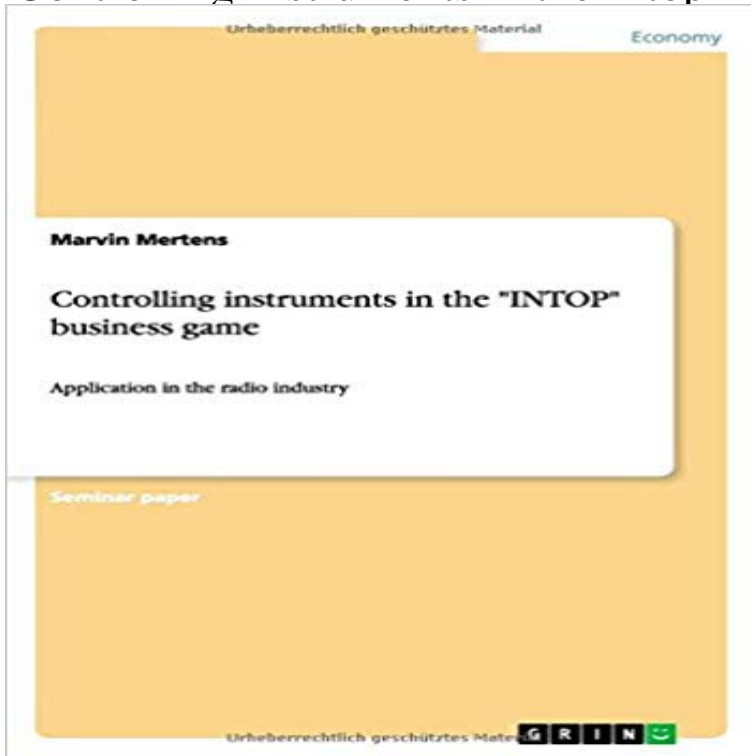 Urheberrechtlich geschütztes Material
Economy
Marvin Mertens
Controlling instruments in the "INTOP"
business game
Application in the radio industry
Seminar paper
Urheberrechtlich geschütztes Mate
G R I N